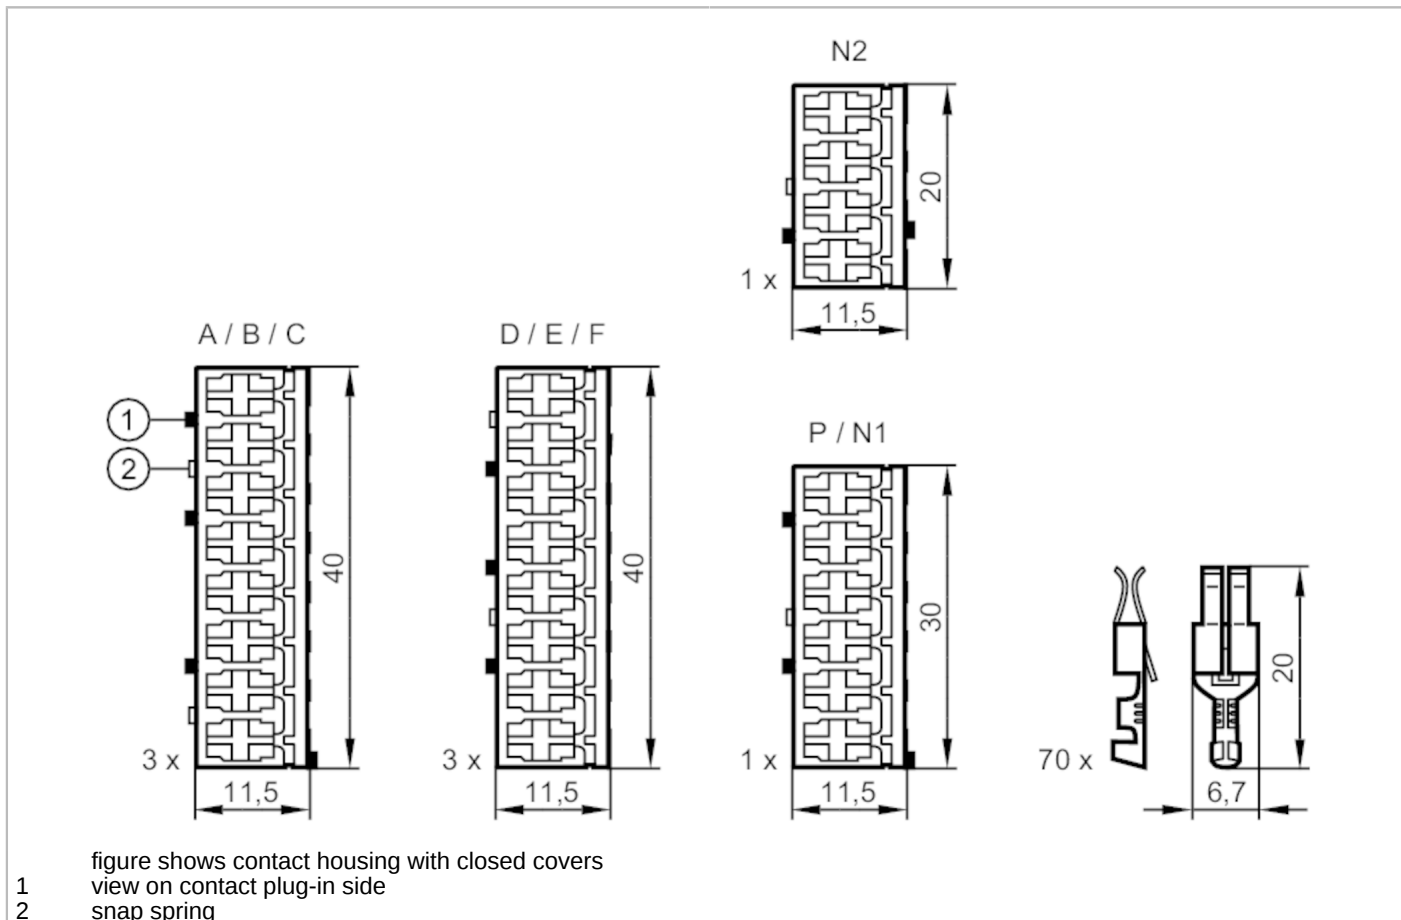 N2
20
1 x
11,5
A / B / C
D / E / F
P / N1
1
2
40
40
30
20
3 x
3 x
1 x
70 x
11,5
11,5
11,5
6,7
figure shows contact housing with closed covers
1 view on contact plug-in side
2 snap spring